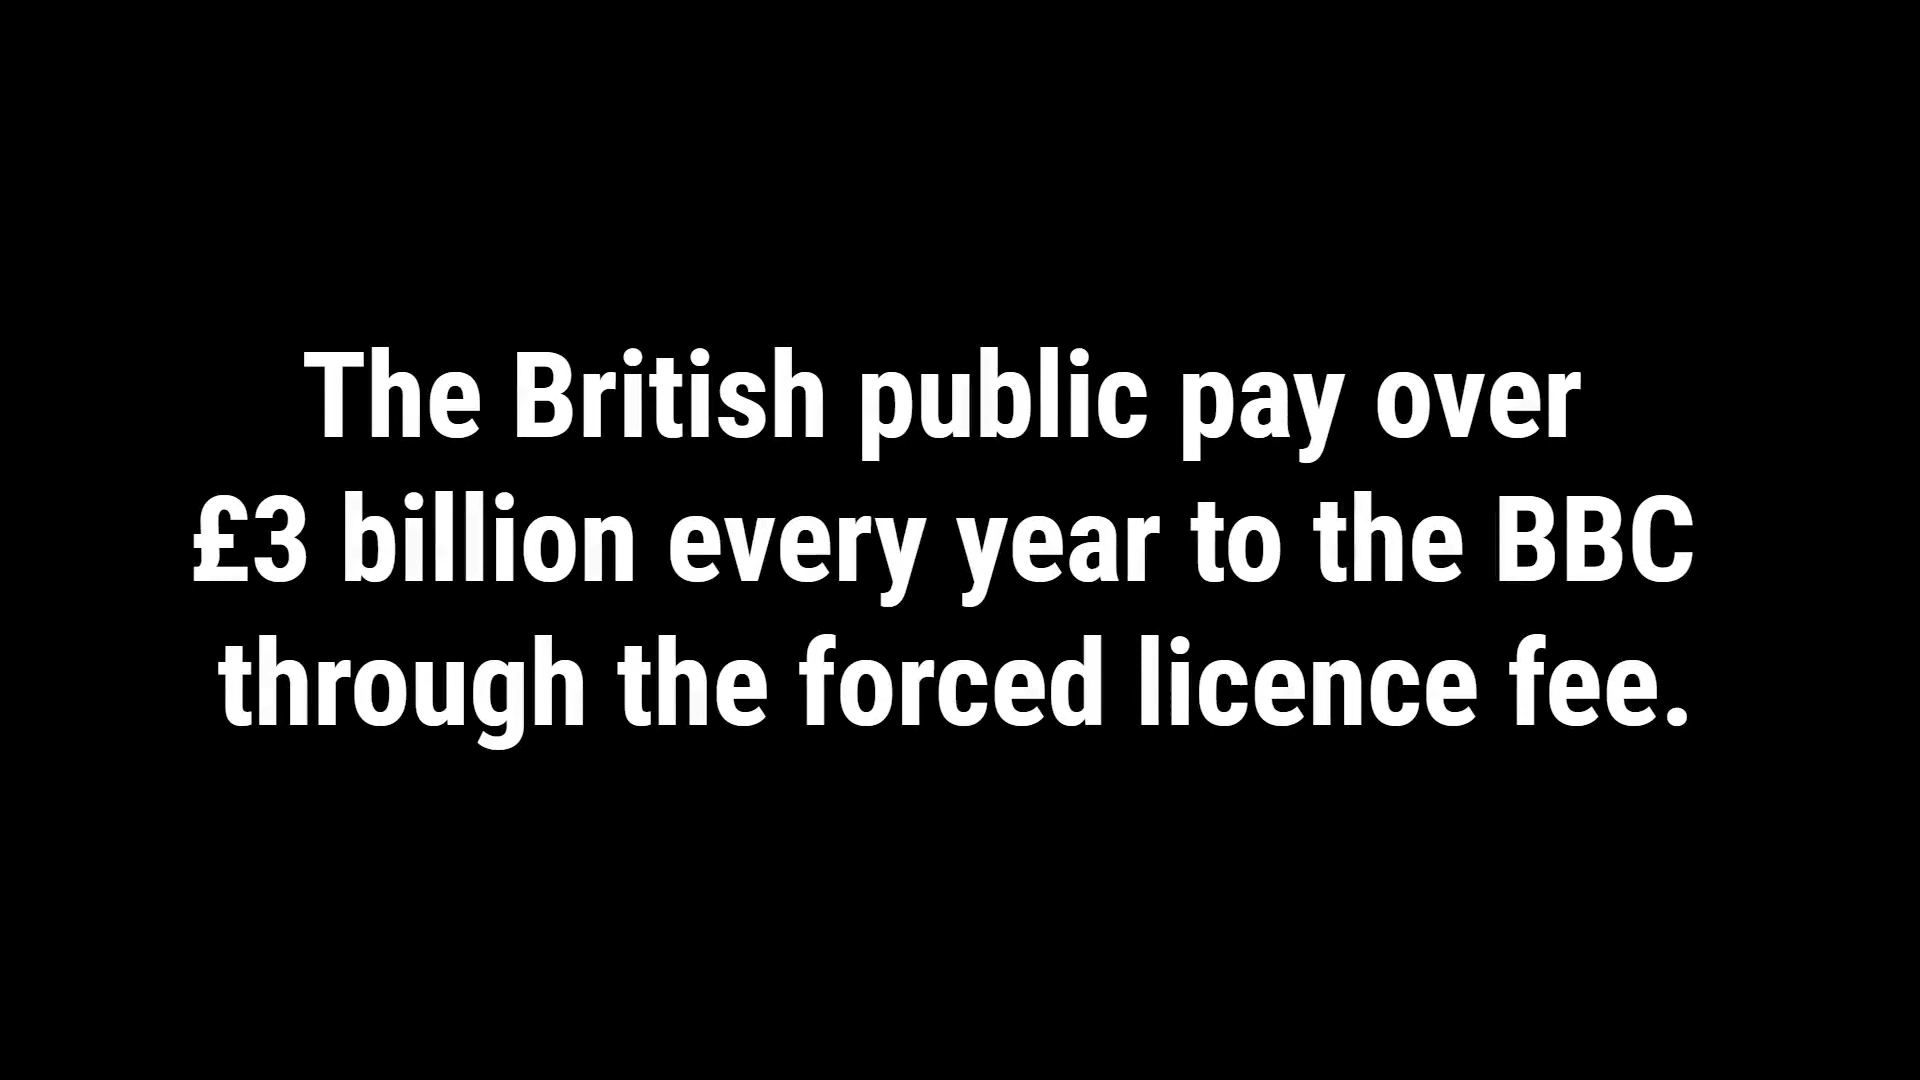 The British public pay over
£3 billion every year to the BBC
through the forced licence fee.